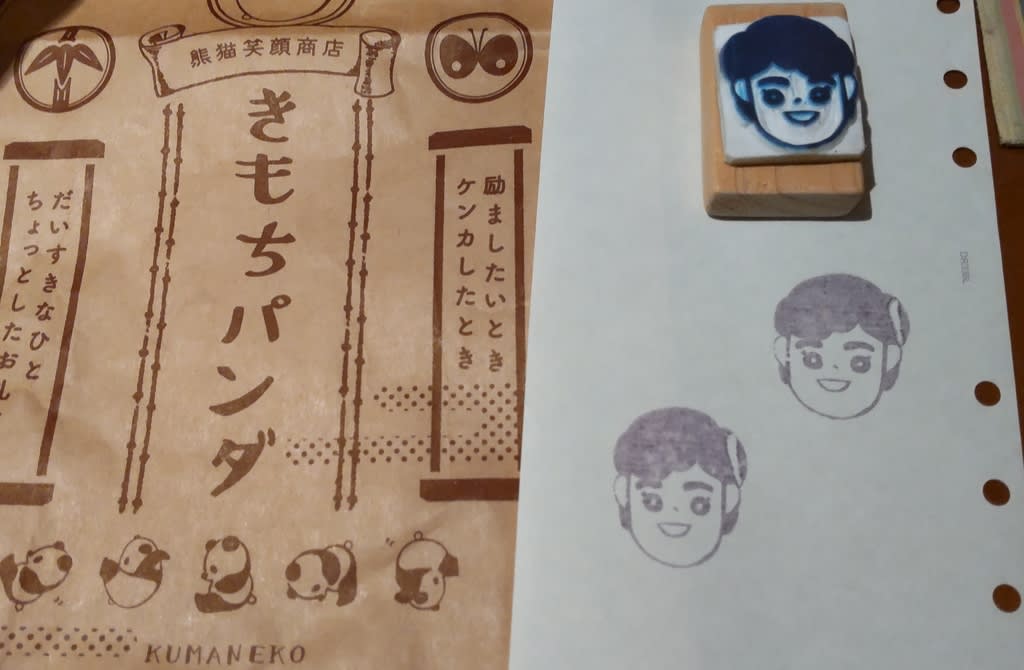 熊猫笑顔商店
きもちパンダ
励ましたいとき
ケンカしたとき
だいすきなひと
ちょっとしたお
KUMANEKO